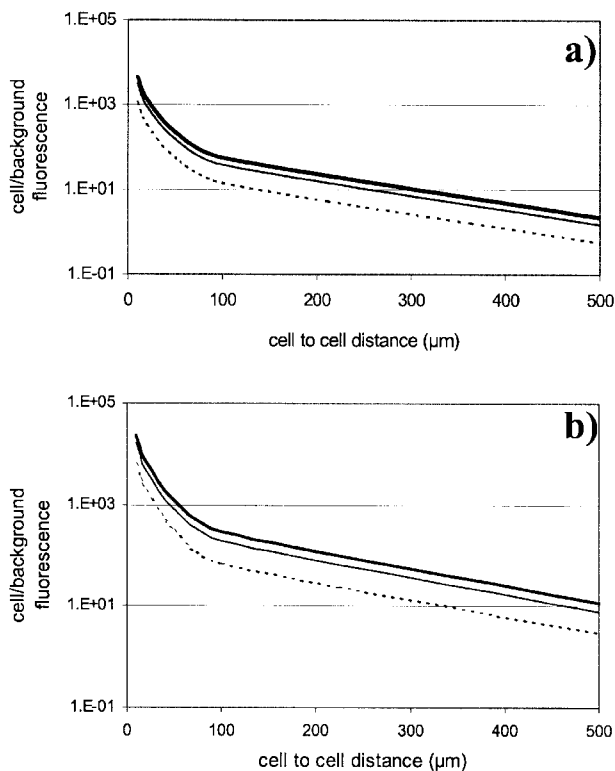 a)
1.E+05
1.E+03
1.E+01
1.E-01
cell/background
fluorescence
0 100 200 300 400 500
cell to cell distance (µm)
b)
1.E+05
1.E+03
1.E+01
1.E-01
cell/background
fluorescence
0 100 200 300 400 500
cell to cell distance (µm)